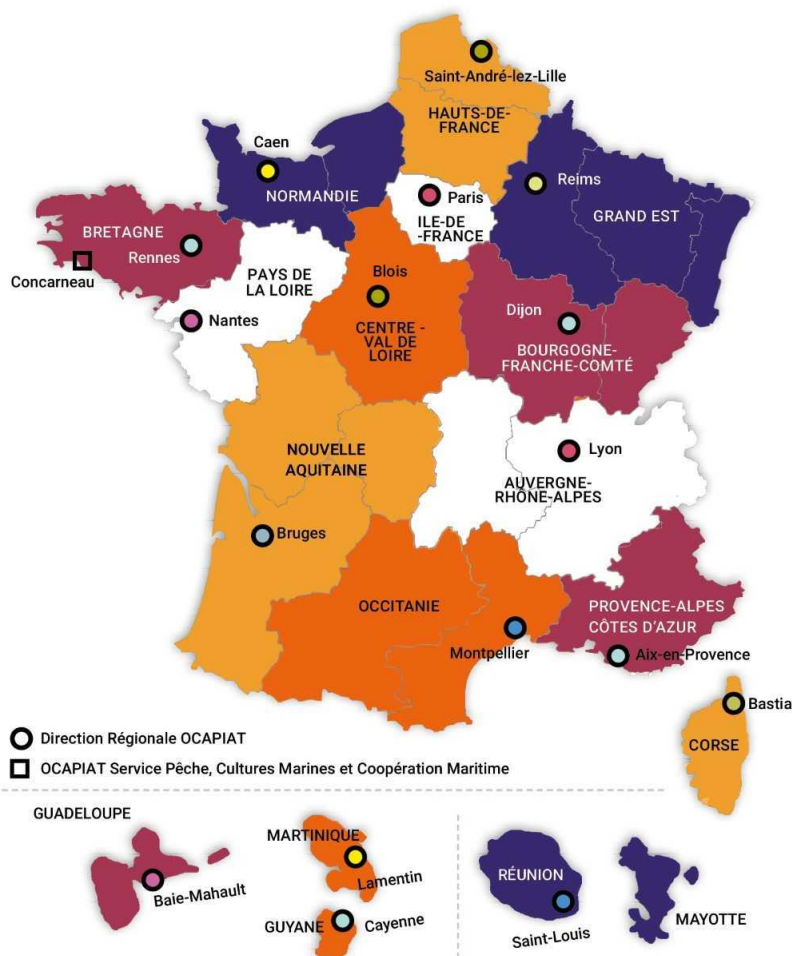 Saint-André-lez-Lille
HAUTS-DE-
FRANCE
Caen
NORMANDIE
Paris
ILE-DE
-FRANCE
Reims
GRAND EST
BRETAGNE
Rennes
Concarneau
PAYS DE
LA LOIRE
Nantes
Blois
CENTRE -
VAL DE
LOIRE
Dijon
BOURGOGNE-
FRANCHE-COMTÉ
NOUVELLE
AQUITAINE
Bruges
Lyon
AUVERGNE-
RHÔNE-ALPES
OCCITANIE
Montpellier
PROVENCE-ALPES
CÔTES D'AZUR
Aix-en-Provence
Bastia
CORSE
Direction Régionale OCAPIAT
OCAPIAT Service Pêche, Cultures Marines et Coopération Maritime
GUADELOUPE
Baie-Mahault
MARTINIQUE
Lamentin
GUYANE
Cayenne
RÉUNION
Saint-Louis
MAYOTTE